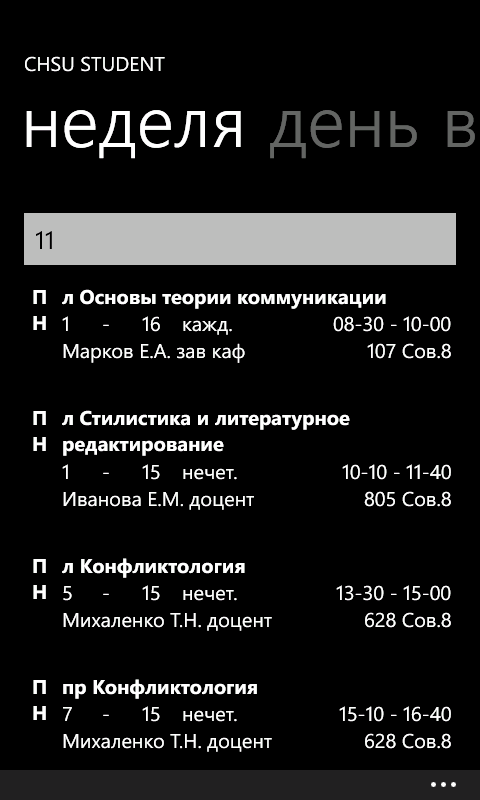 CHSU STUDENT
неделя день в
11
П л Основы теории коммуникации
Н 1 - 16 кажд. 08-30 - 10-00
Марков Е.А. зав каф 107 Сов.8
П л Стилистика и литературное
Н редактирование
1 - 15 нечет. 10-10 - 11-40
Иванова Е.М. доцент 805 Сов.8
П л Конфликтология
Н 5 - 15 нечет. 13-30 - 15-00
Михаленко Т.Н. доцент 628 Сов.8
П пр Конфликтология
Н 7 - 15 нечет. 15-10 - 16-40
Михаленко Т.Н. доцент 628 Сов.8